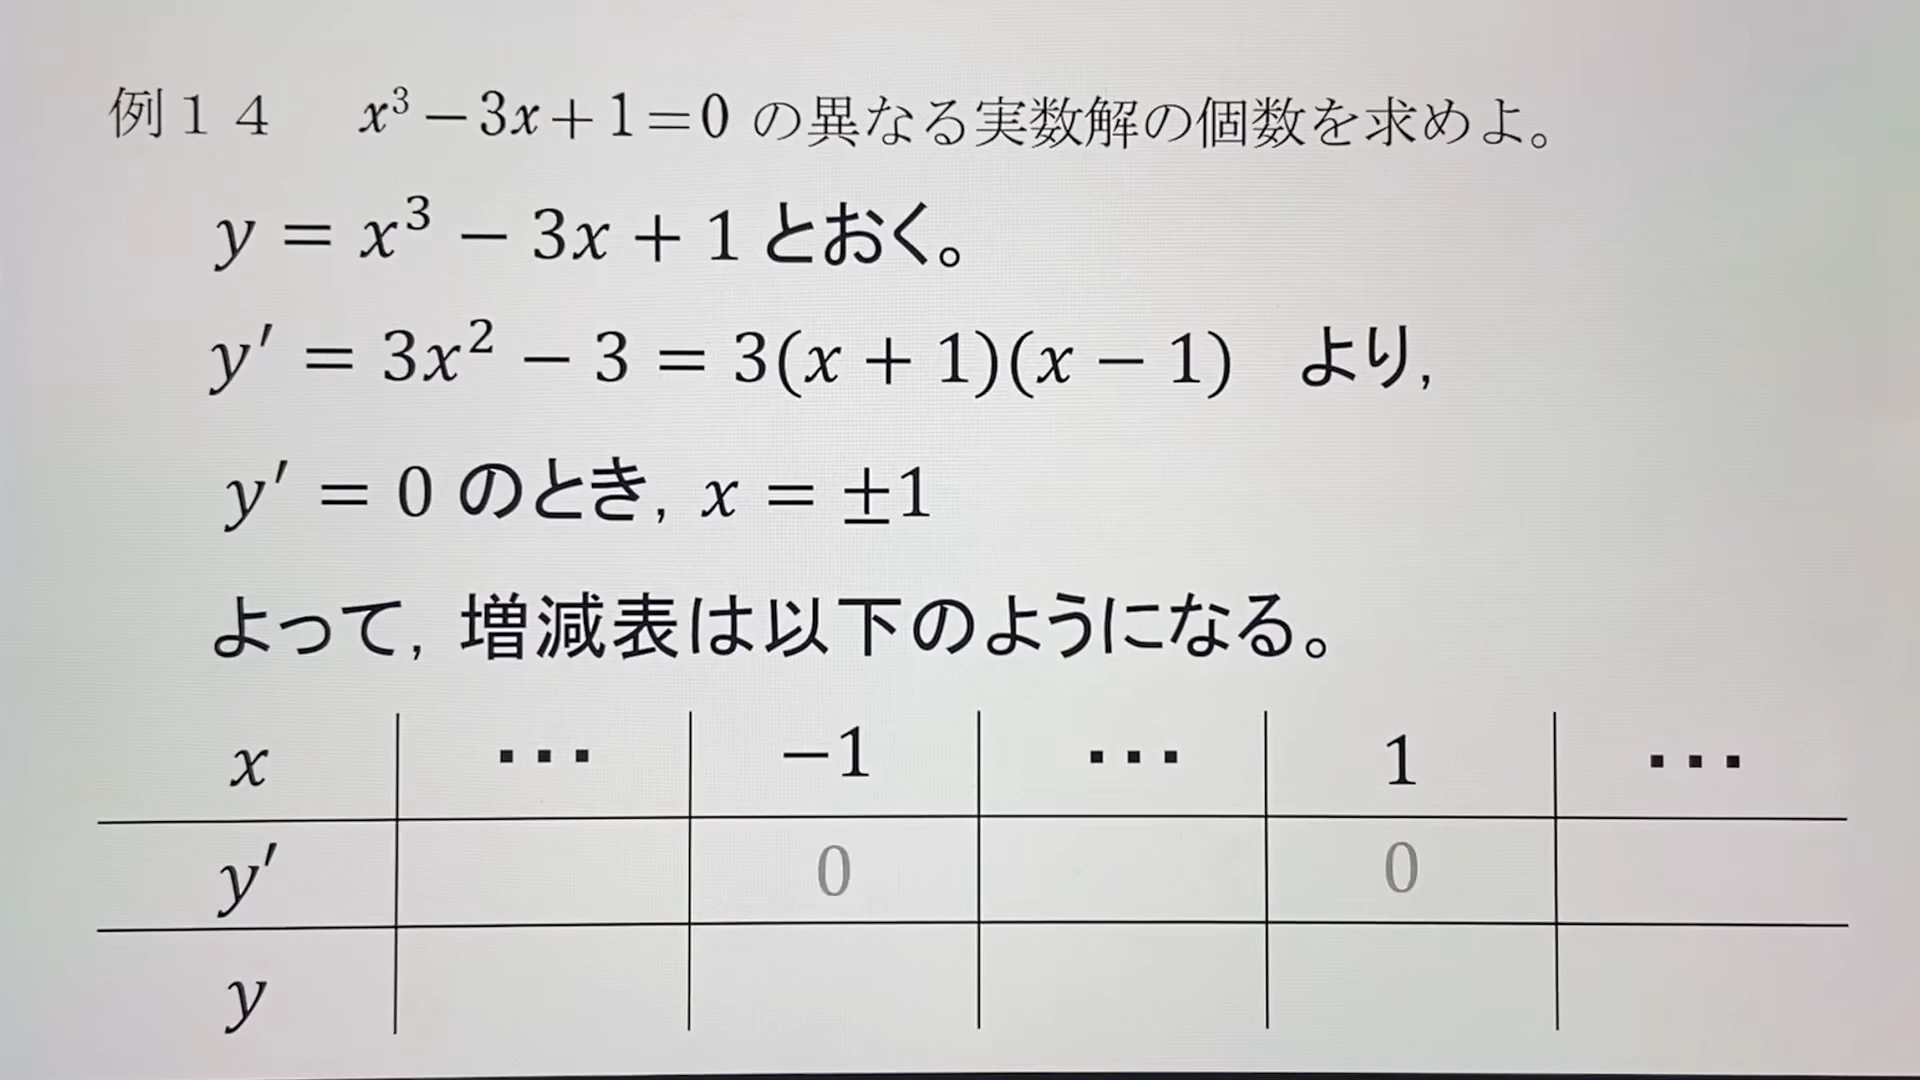 例１４ x³－3x＋1＝0 の異なる実数解の個数を求めよ。
y = x³ − 3x + 1 とおく。
y′ = 3x² − 3 = 3(x + 1)(x − 1) より,
y′ = 0 のとき, x = ±1
よって, 増減表は以下のようになる。
x ･･･ −1 ･･･ 1 ･･･
y′ 0 0
y